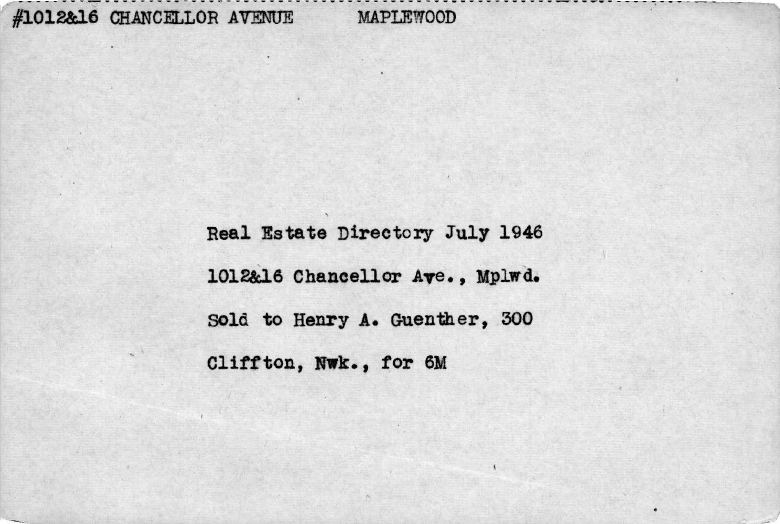 #1012&16 CHANCELLOR AVENUE MAPLEWOOD
Real Estate Directory July 1946
1012&16 Chancellor Ave., Mplwd.
Sold to Henry A. Guenther, 300
Cliffton, Nwk., for 6M